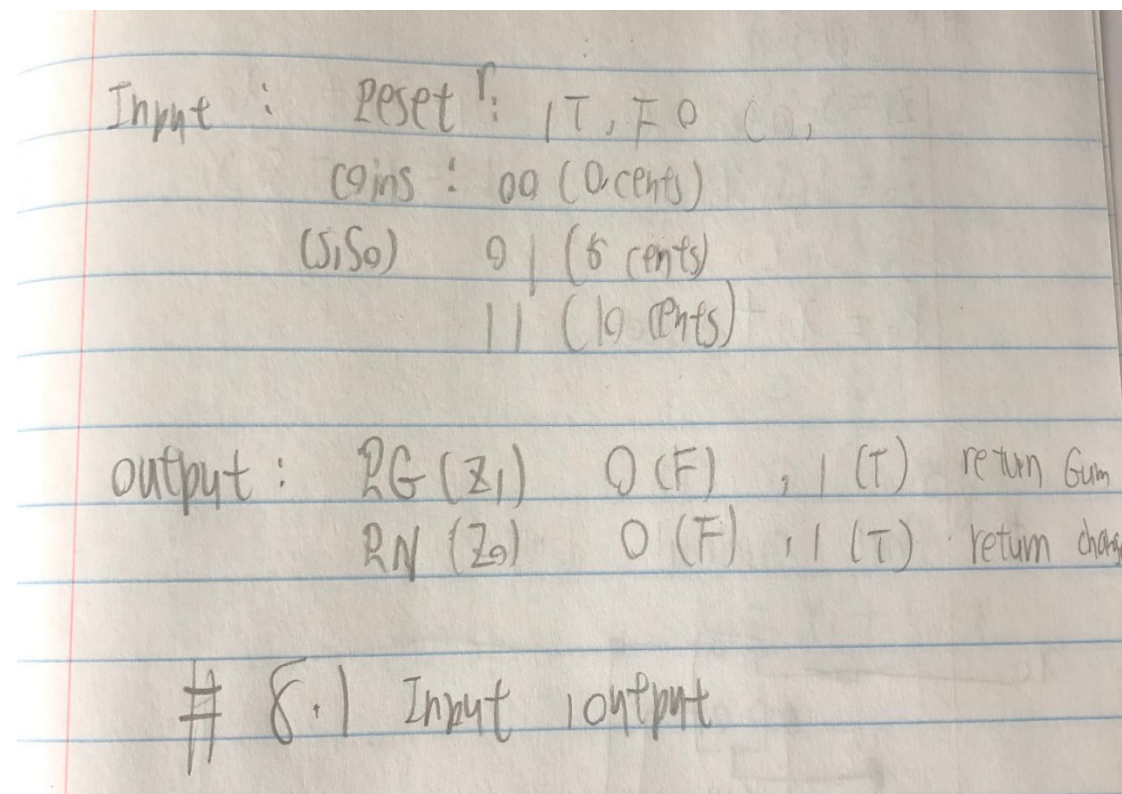 Input : Reset r: 1T, F0
coins : 00 (0 cents)
(S1S0) 01 (5 cents)
11 (10 cents)
output : RG (Z1) 0 (F) , 1 (T) return Gum
RN (Z0) 0 (F) , 1 (T) return chang
# 8.1 Input , output